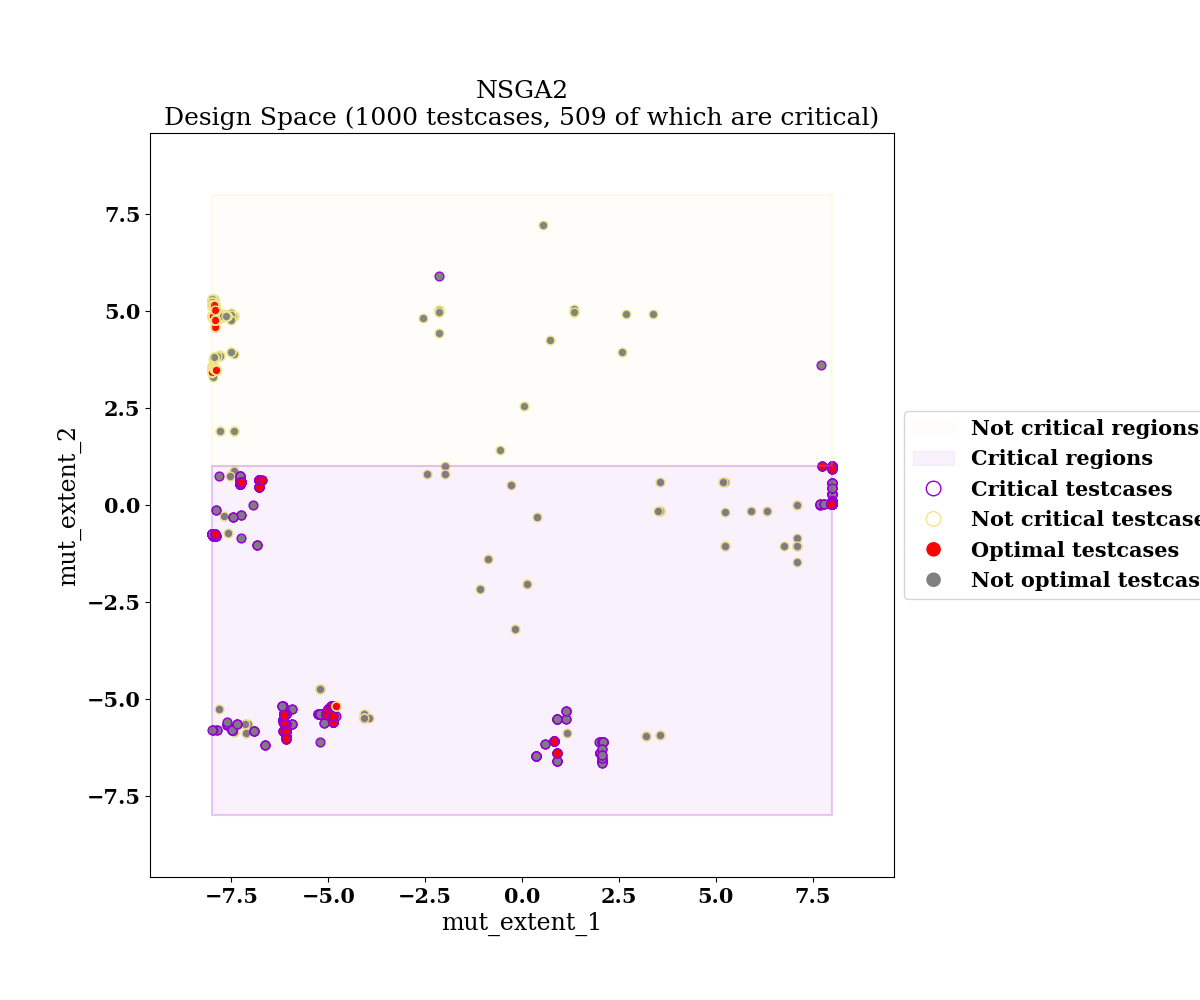 NSGA2
Design Space (1000 testcases, 509 of which are critical)
7.5
5.0
2.5
0.0
−2.5
−5.0
−7.5
mut_extent_2
−7.5
−5.0
−2.5
0.0
2.5
5.0
7.5
mut_extent_1
Not critical regions
Critical regions
Critical testcases
Not critical testcase
Optimal testcases
Not optimal testcas